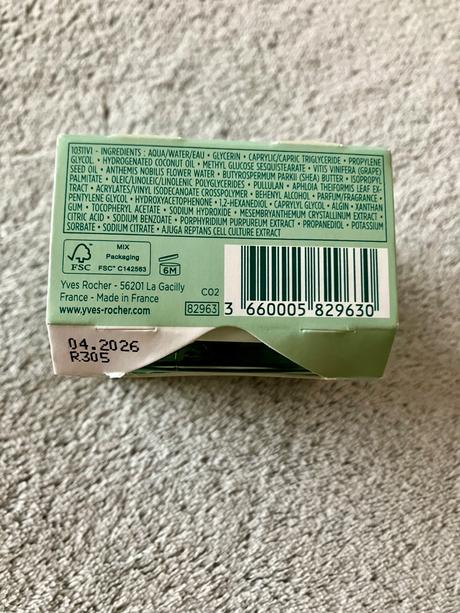 10311V1 - INGREDIENTS : AQUA/WATER/EAU • GLYCERIN • CAPRYLIC/CAPRIC TRIGLYCERIDE • PROPYLENE
GLYCOL • HYDROGENATED COCONUT OIL • METHYL GLUCOSE SESQUISTEARATE • VITIS VINIFERA (GRAPE)
SEED OIL • ANTHEMIS NOBILIS FLOWER WATER • BUTYROSPERMUM PARKII (SHEA) BUTTER • ISOPROPYL
PALMITATE • OLEIC/LINOLEIC/LINOLENIC POLYGLYCERIDES • PULLULAN • APHLOIA THEIFORMIS LEAF EX-
TRACT • ACRYLATES/VINYL ISODECANOATE CROSSPOLYMER • BEHENYL ALCOHOL • PARFUM/FRAGRANCE •
PENTYLENE GLYCOL • HYDROXYACETOPHENONE • 1,2-HEXANEDIOL • CAPRYLYL GLYCOL • ALGIN • XANTHAN
GUM • TOCOPHERYL ACETATE • SODIUM HYDROXIDE • MESEMBRYANTHEMUM CRYSTALLINUM EXTRACT •
CITRIC ACID • SODIUM BENZOATE • PORPHYRIDIUM PURPUREUM EXTRACT • PROPANEDIOL • POTASSIUM
SORBATE • SODIUM CITRATE • AJUGA REPTANS CELL CULTURE EXTRACT
FSC
MIX
Packaging
FSC® C142563
6M
Yves Rocher - 56201 La Gacilly
France - Made in France
www.yves-rocher.com
C02
82963
3 660005 829630
04.2026
R305